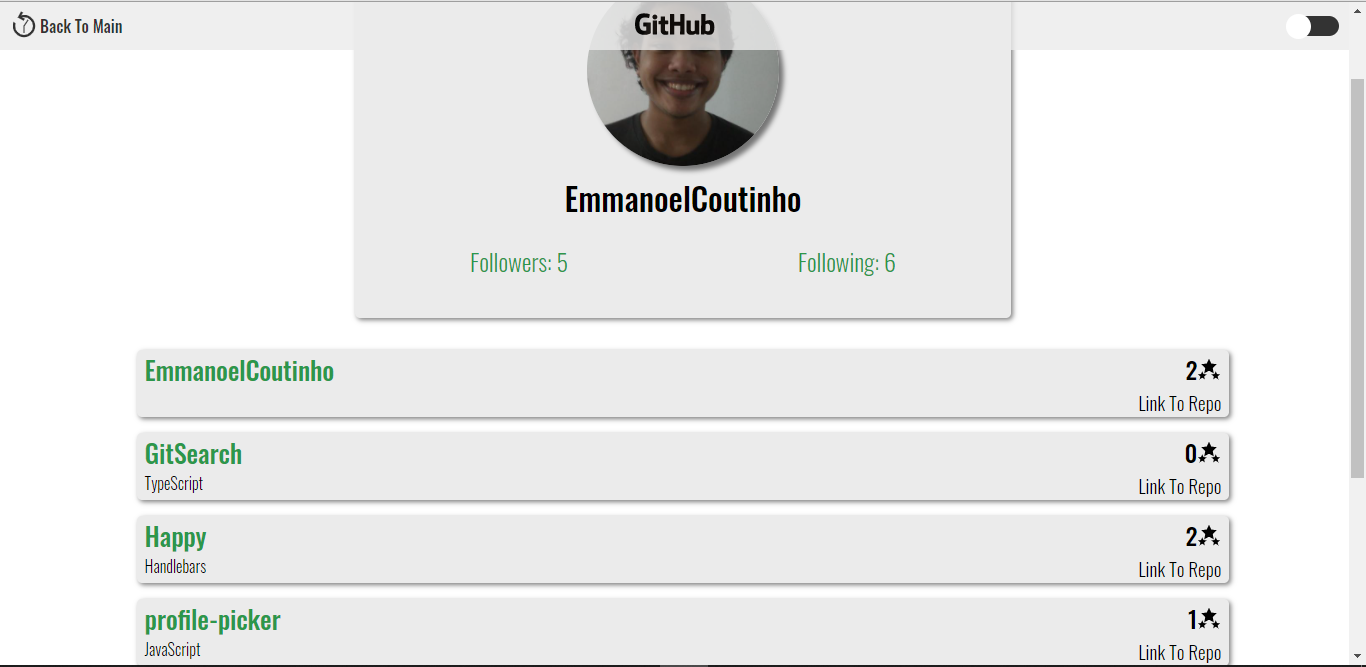 Back To Main
GitHub
EmmanoelCoutinho
Followers: 5
Following: 6
EmmanoelCoutinho
2
Link To Repo
GitSearch
0
TypeScript
Link To Repo
Happy
2
Handlebars
Link To Repo
profile-picker
1
JavaScript
Link To Repo